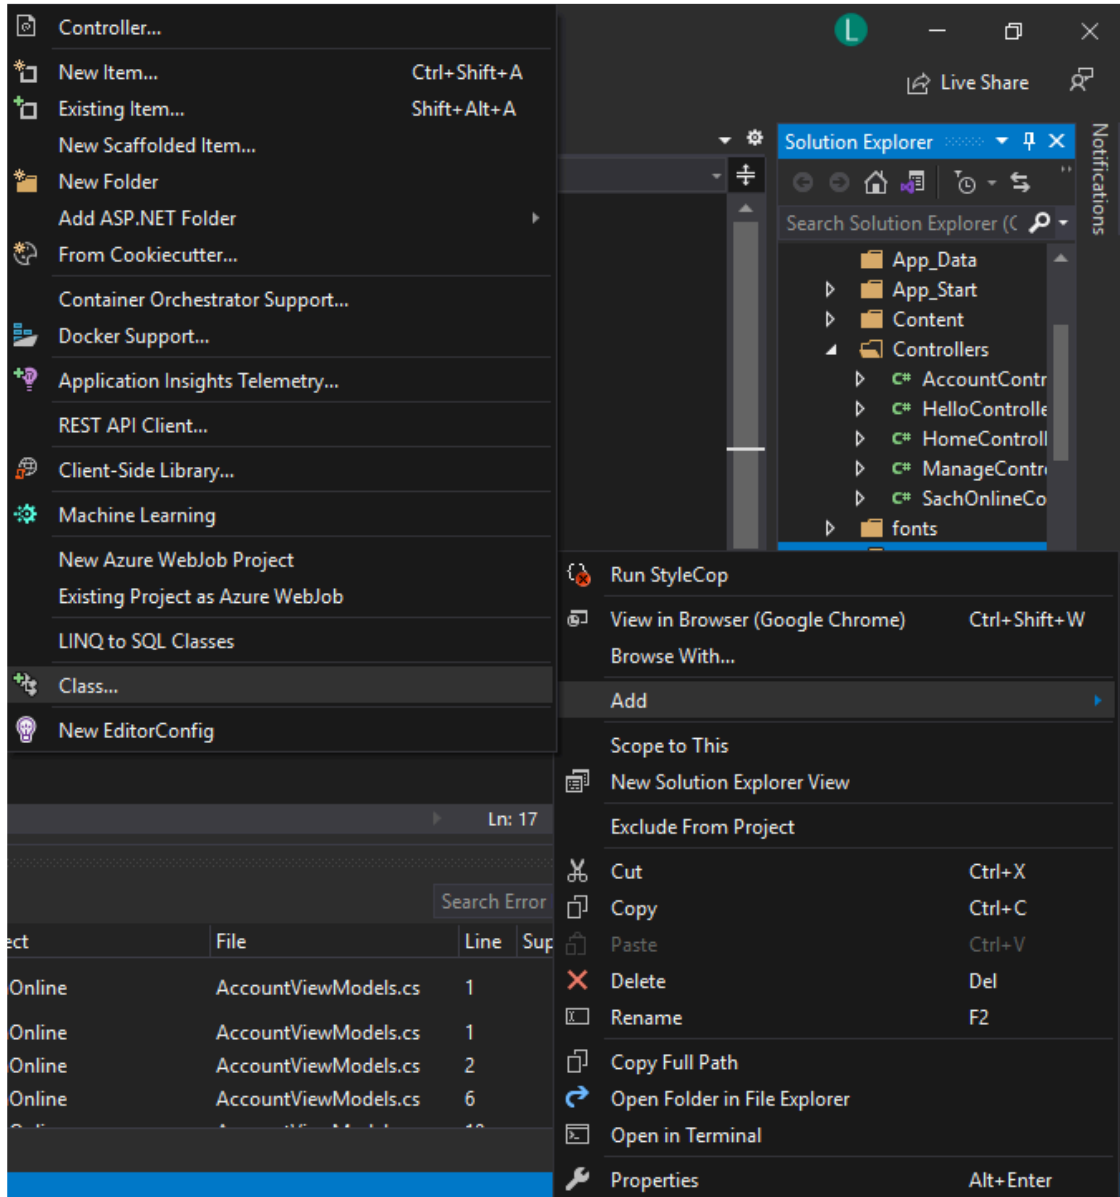 Controller...
New Item... Ctrl+Shift+A
Existing Item... Shift+Alt+A
New Scaffolded Item...
New Folder
Add ASP.NET Folder
From Cookiecutter...
Container Orchestrator Support...
Docker Support...
Application Insights Telemetry...
REST API Client...
Client-Side Library...
Machine Learning
New Azure WebJob Project
Existing Project as Azure WebJob
LINQ to SQL Classes
Class...
New EditorConfig
L
Live Share
Notifications
Solution Explorer
Search Solution Explorer (C
App_Data
App_Start
Content
Controllers
C# AccountContr
C# HelloControlle
C# HomeControll
C# ManageContr
C# SachOnlineCo
fonts
Run StyleCop
View in Browser (Google Chrome) Ctrl+Shift+W
Browse With...
Add
Scope to This
New Solution Explorer View
Exclude From Project
Cut Ctrl+X
Copy Ctrl+C
Paste Ctrl+V
Delete Del
Rename F2
Copy Full Path
Open Folder in File Explorer
Open in Terminal
Properties Alt+Enter
Ln: 17
Search Error
ect File Line Sup
Online AccountViewModels.cs 1
Online AccountViewModels.cs 1
Online AccountViewModels.cs 2
Online AccountViewModels.cs 6